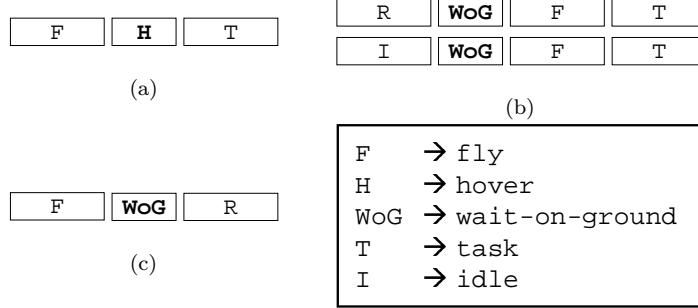 F H T
(a)
R WoG F T
I WoG F T
(b)
F WoG R
(c)
F → fly
H → hover
WoG → wait-on-ground
T → task
I → idle